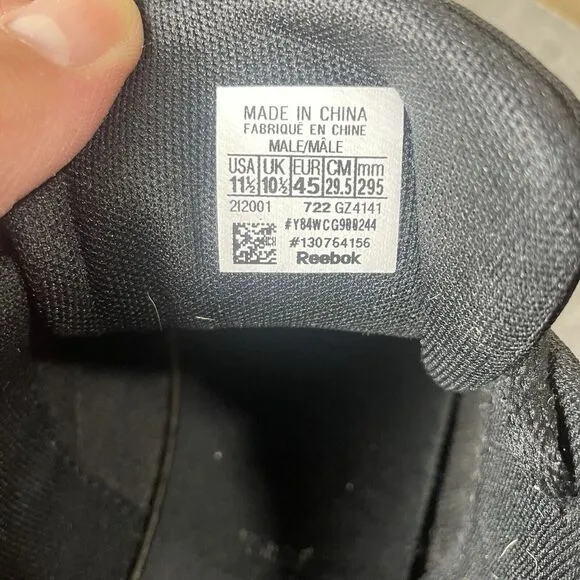 MADE IN CHINA
FABRIQUÉ EN CHINE
MALE/MÂLE
USA UK EUR CM mm
11½ 10½ 45 29.5 295
2I2001 722 GZ4141
#Y84WCG900244
#130764156
Reebok